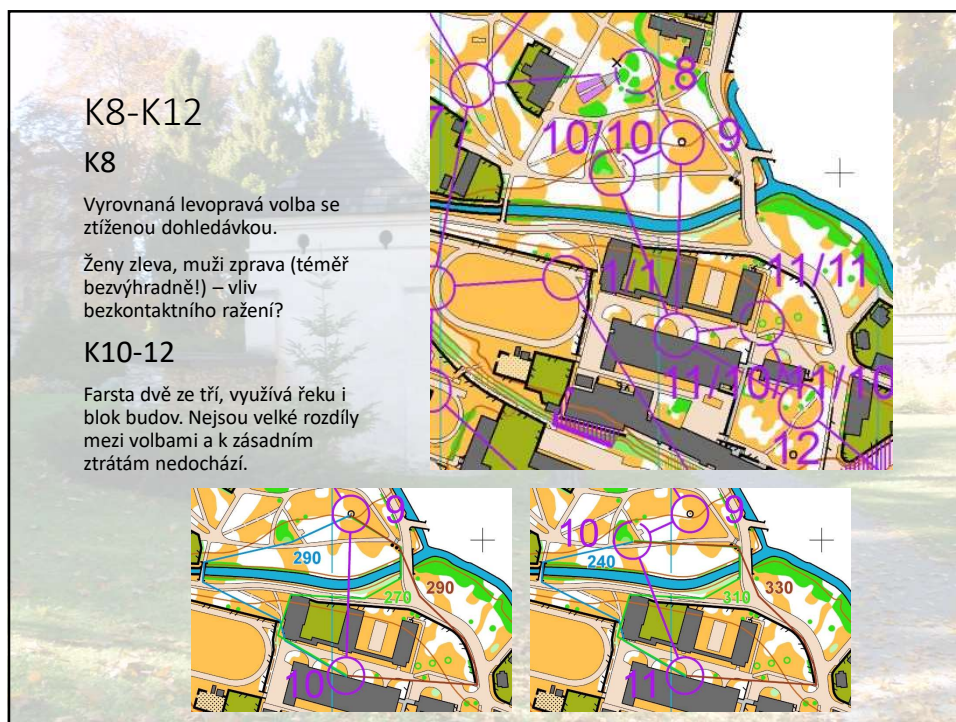 K8-K12
K8
Vyrovnaná levopravá volba se
ztíženou dohledávkou.
Ženy zleva, muži zprava (téměř
bezvýhradně!) – vliv
bezkontaktního ražení?
K10-12
Farsta dvě ze tří, využívá řeku i
blok budov. Nejsou velké rozdíly
mezi volbami a k zásadním
ztrátám nedochází.
8
7
10/10
9
1/1
11/11
11/10/11/10
12
9
290
290
270
10
10
9
240
330
310
11